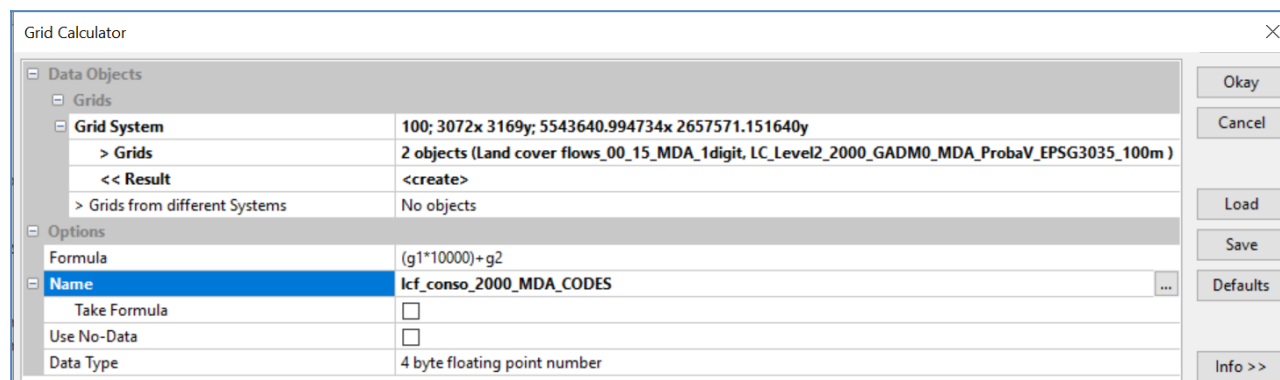 Grid Calculator
Data Objects
Grids
Grid System 100; 3072x 3169y; 5543640.994734x 2657571.151640y
> Grids 2 objects (Land cover flows_00_15_MDA_1digit, LC_Level2_2000_GADM0_MDA_ProbaV_EPSG3035_100m )
<< Result <create>
> Grids from different Systems No objects
Options
Formula (g1*10000)+g2
Name lcf_conso_2000_MDA_CODES ...
Take Formula
Use No-Data
Data Type 4 byte floating point number
Okay
Cancel
Load
Save
Defaults
Info >>